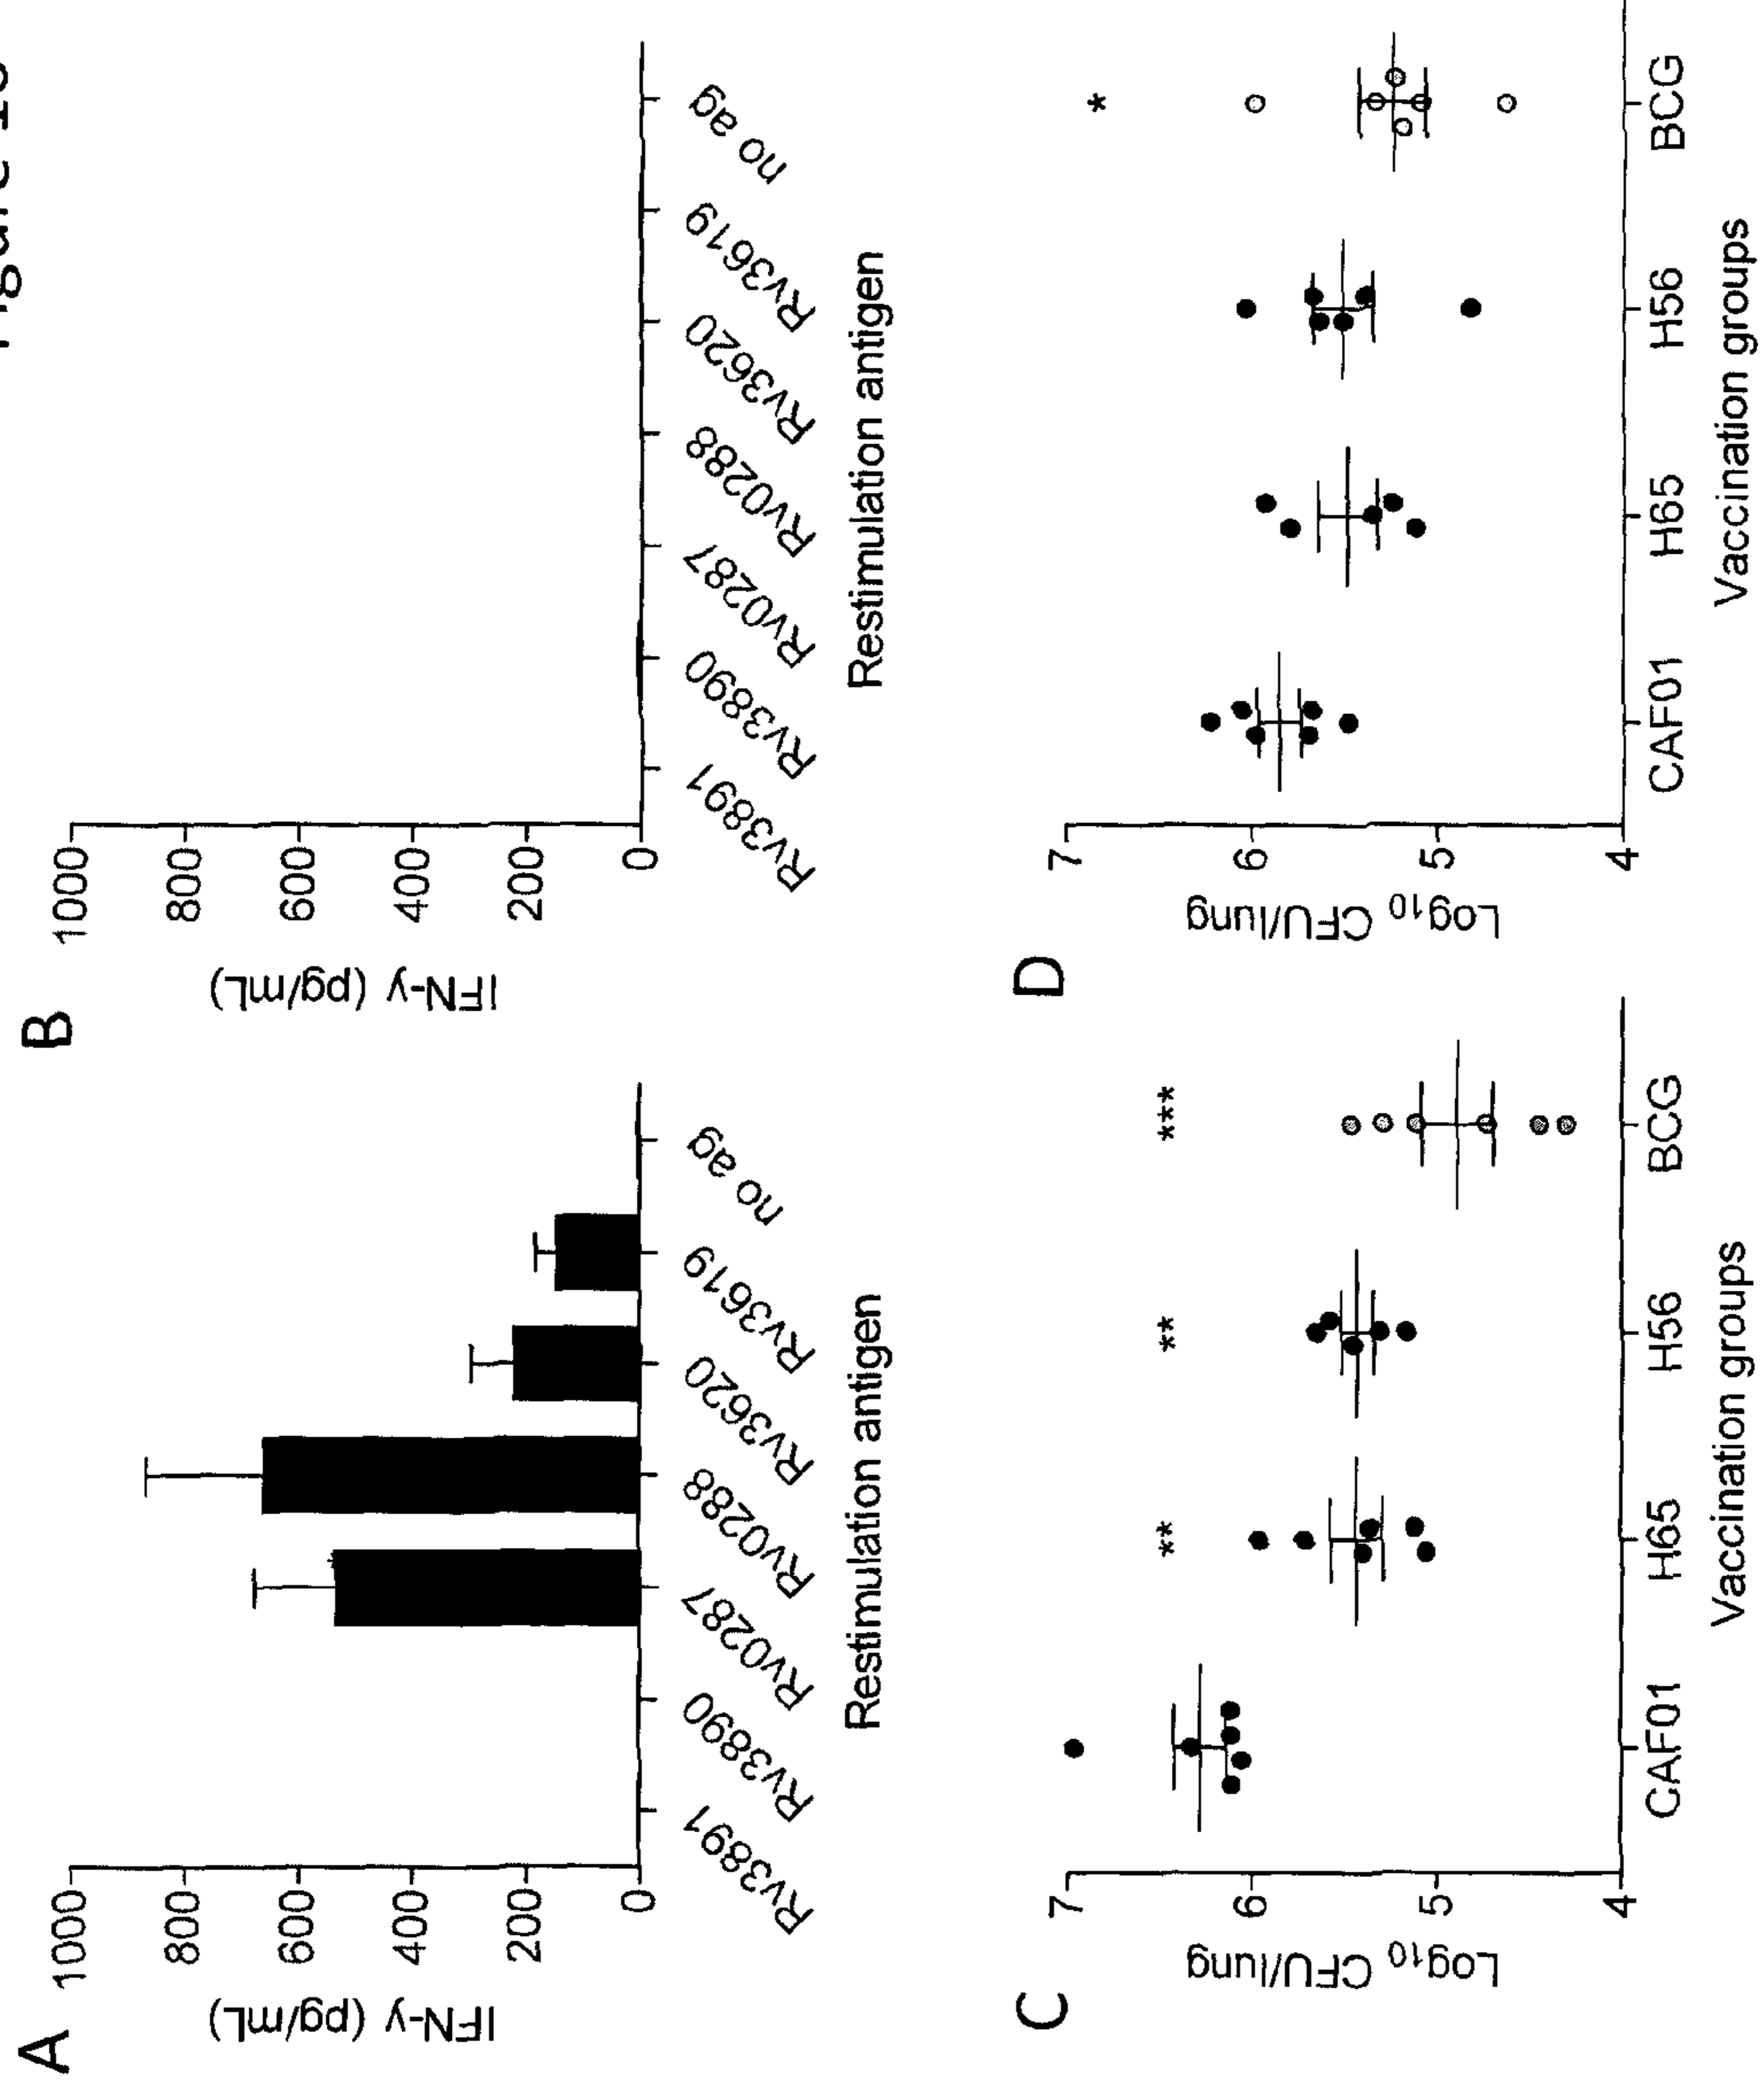 A
IFN-y (pg/mL)
1000
800
600
400
200
0
Rv3891
Rv3890
Rv0287
Rv0288
Rv3620
Rv3619
no ag
Restimulation antigen
B
IFN-y (pg/mL)
1000
800
600
400
200
0
Rv3891
Rv3890
Rv0287
Rv0288
Rv3620
Rv3619
no ag
Restimulation antigen
C
Log10 CFU/lung
7
6
5
4
** ** ***
CAF01 H65 H56 BCG
Vaccination groups
D
Log10 CFU/lung
7
6
5
4
*
CAF01 H65 H56 BCG
Vaccination groups